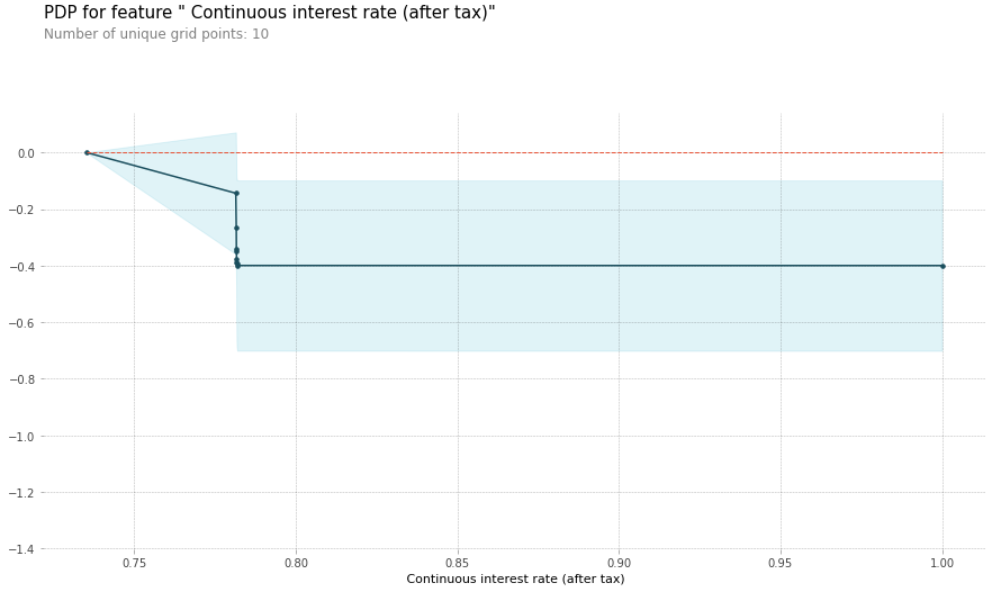 PDP for feature " Continuous interest rate (after tax)"
Number of unique grid points: 10
0.0
−0.2
−0.4
−0.6
−0.8
−1.0
−1.2
−1.4
0.75 0.80 0.85 0.90 0.95 1.00
Continuous interest rate (after tax)